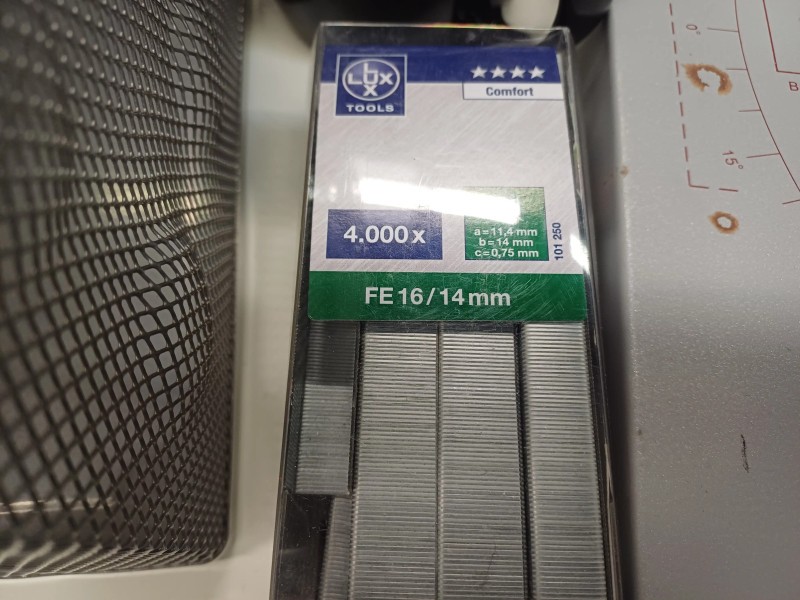 LUX
TOOLS
★★★★
Comfort
4.000 x
a = 11,4 mm
b = 14 mm
c = 0,75 mm
101 250
FE 16 / 14 mm
0°
15°
B